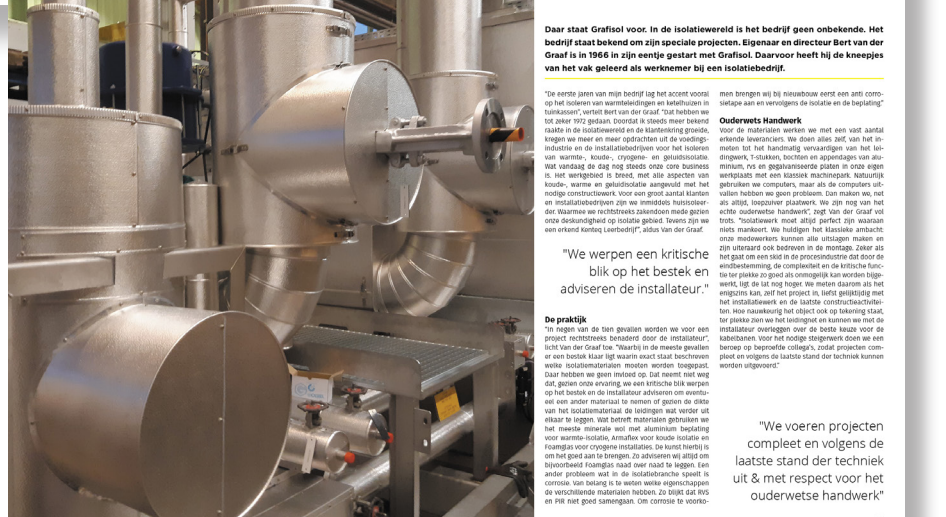 Daar staat Grafisol voor. In de isolatiewereld is het bedrijf geen onbekende. Het
bedrijf staat bekend om zijn speciale projecten. Eigenaar en directeur Bert van der
Graaf is in 1966 in zijn eentje gestart met Grafisol. Daarvoor heeft hij de kneepjes
van het vak geleerd als werknemer bij een isolatiebedrijf.
"De eerste jaren van mijn bedrijf lag het accent vooral
op het isoleren van warmteleidingen en ketelhuizen in
tuinkassen", vertelt Bert van der Graaf. "Dat hebben we
tot zeker 1972 gedaan. Doordat ik steeds meer bekend
raakte in de isolatiewereld en de klantenkring groeide,
kregen we meer en meer opdrachten uit de voedings-
industrie en de installatiebedrijven voor het isoleren
van warmte-, koude-, cryogene- en geluidsisolatie.
Wat vandaag de dag nog steeds onze core business
is. Het werkgebied is breed, met alle aspecten van
koude-, warme en geluidisolatie aangevuld met het
nodige constructiewerk. Voor een groot aantal klanten
en installatiebedrijven zijn we inmiddels huisisoleer-
der. Waarmee we rechtstreeks zakendoen mede gezien
onze deskundigheid op isolatie gebied. Tevens zijn we
een erkend Kenteq Leerbedrijf", aldus Van der Graaf.
"We werpen een kritische
blik op het bestek en
adviseren de installateur."
De praktijk
"In negen van de tien gevallen worden we voor een
project rechtstreeks benaderd door de installateur",
licht Van der Graaf toe. "Waarbij in de meeste gevallen
er een bestek klaar ligt waarin exact staat beschreven
welke isolatiematerialen moeten worden toegepast.
Daar hebben we geen invloed op. Dat neemt niet weg
dat, gezien onze ervaring, we een kritische blik werpen
op het bestek en de installateur adviseren om eventu-
eel een ander materiaal te nemen of gezien de dikte
van het isolatiemateraal de leidingen wat verder uit
elkaar te leggen. Wat betreft materialen gebruiken we
het meeste minerale wol met aluminium beplating
voor warmte-isolatie, Armaflex voor koude isolatie en
Foamglas voor cryogene installaties. De kunst hierbij is
om het goed aan te brengen. Zo adviseren wij altijd om
bijvoorbeeld Foamglas naad over naad te leggen. Een
ander probleem wat in de isolatiebranche speelt is
corrosie. Van belang is te weten welke eigenschappen
de verschillende materialen hebben. Zo blijkt dat RVS
en PIR niet goed samengaan. Om corrosie te voorko-
men brengen wij bij nieuwbouw eerst een anti corro-
sietape aan en vervolgens de isolatie en de beplating."
Ouderwets Handwerk
Voor de materialen werken we met een vast aantal
erkende leveranciers. We doen alles zelf, van het in-
meten tot het handmatig vervaardigen van het lei-
dingwerk, T-stukken, bochten en appendages van alu-
minium, rvs en gegalvaniseerde platen in onze eigen
werkplaats met een klassiek machinepark. Natuurlijk
gebruiken we computers, maar als de computers uit-
vallen hebben we geen probleem. Dan maken we, net
als altijd, loepzuiver plaatwerk. We zijn nog van het
echte ouderwetse handwerk", zegt Van der Graaf vol
trots. "Isolatiewerk moet altijd perfect zijn waaraan
niets mankeert. We huldigen het klassieke ambacht:
onze medewerkers kunnen alle uitslagen maken en
zijn uiteraard ook bedreven in de montage. Zeker als
het gaat om een skid in de procesindustrie dat door de
eindbestemming, de complexiteit en de kritische func-
tie ter plekke zo goed als onmogelijk kan worden bijge-
werkt, ligt de lat nog hoger. We meten daarom als het
enigszins kan, zelf het project in, liefst gelijktijdig met
het installatiewerk en de laatste constructieactivitei-
ten. Hoe nauwkeurig het object ook op tekening staat,
ter plekke zien we het leidingnet en kunnen we met de
installateur overleggen over de beste keuze voor de
kabelbanen. Voor het nodige steigerwerk doen we een
beroep op beproefde collega's, zodat projecten com-
pleet en volgens de laatste stand der techniek kunnen
worden uitgevoerd."
"We voeren projecten
compleet en volgens de
laatste stand der techniek
uit & met respect voor het
ouderwetse handwerk"